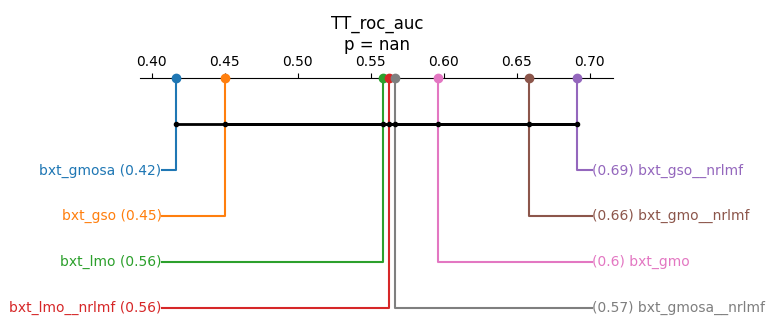 TT_roc_auc
p = nan
0.40 0.45 0.50 0.55 0.60 0.65 0.70
bxt_gmosa (0.42)
(0.69) bxt_gso__nrlmf
bxt_gso (0.45)
(0.66) bxt_gmo__nrlmf
bxt_lmo (0.56)
(0.6) bxt_gmo
bxt_lmo__nrlmf (0.56)
(0.57) bxt_gmosa__nrlmf